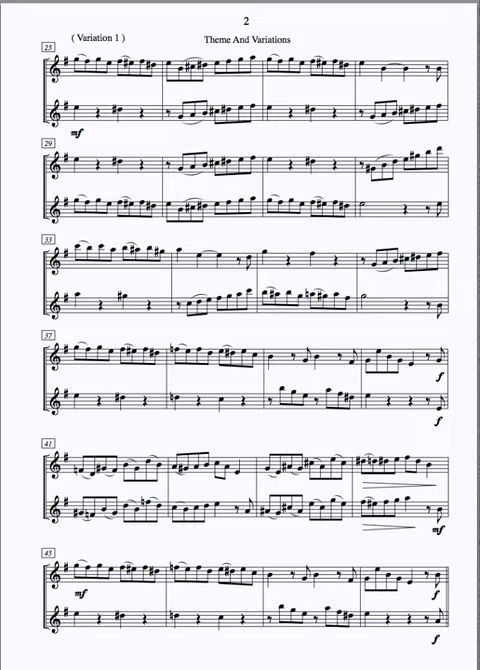 2
( Variation 1 )
Theme And Variations
25
mf
29
33
37
f
f
41
mf
45
mf
f
f